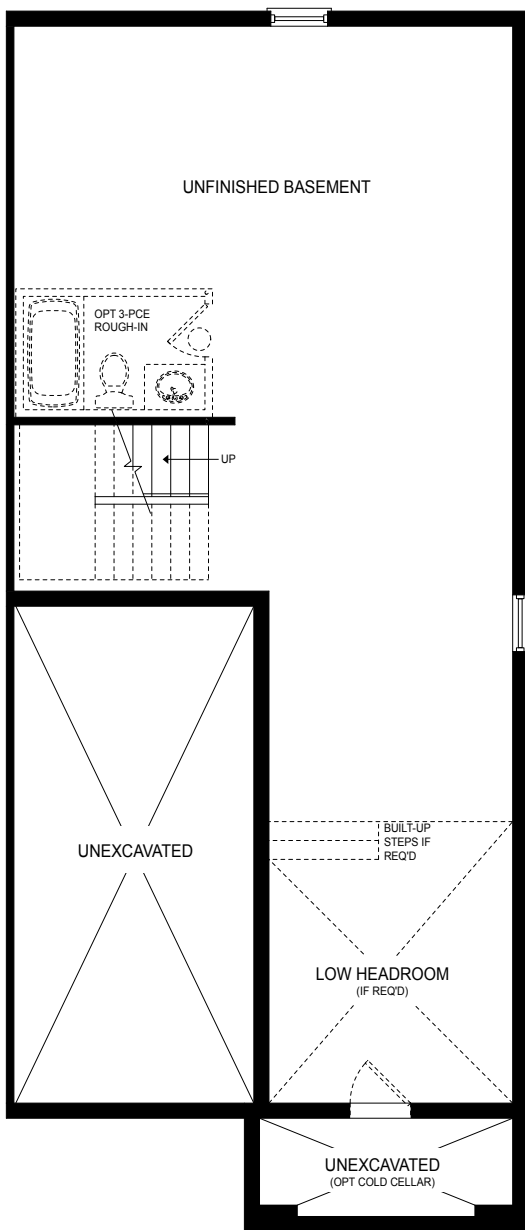 UNFINISHED BASEMENT
OPT 3-PCE
ROUGH-IN
UP
UNEXCAVATED
BUILT-UP
STEPS IF
REQ'D
LOW HEADROOM
(IF REQ'D)
UNEXCAVATED
(OPT COLD CELLAR)